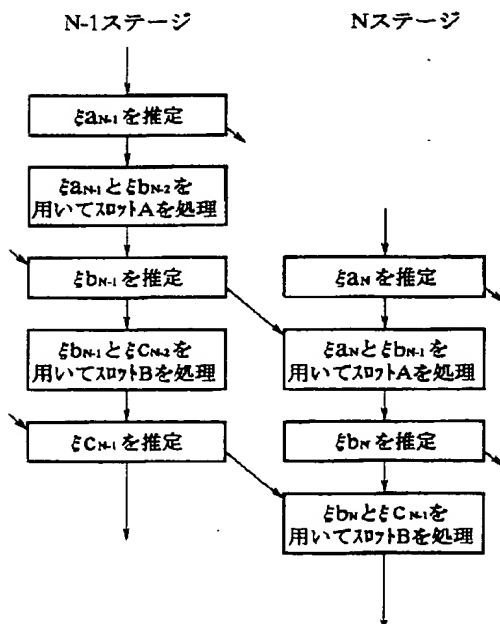 N-1ステージ
ξaN-1を推定
ξaN-1とξbN-2を
用いてスロットAを処理
ξbN-1を推定
ξbN-1とξCN-2を
用いてスロットBを処理
ξCN-1を推定
Nステージ
ξaNを推定
ξaNとξbN-1を
用いてスロットAを処理
ξbNを推定
ξbNとξCN-1を
用いてスロットBを処理